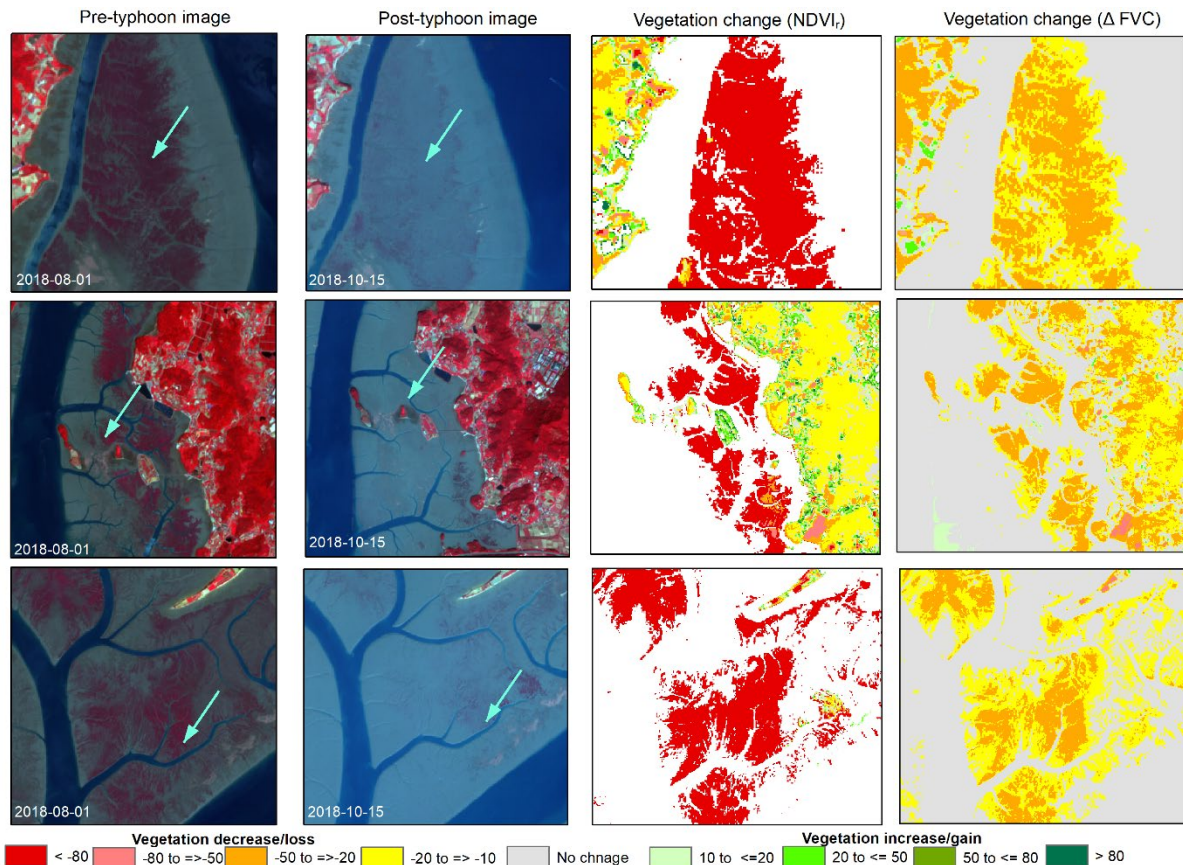 Pre-typhoon image Post-typhoon image Vegetation change (NDVIr) Vegetation change (Δ FVC)
2018-08-01 2018-10-15
2018-08-01 2018-10-15
2018-08-01 2018-10-15
Vegetation decrease/loss Vegetation increase/gain
< -80 -80 to =>-50 -50 to =>-20 -20 to => -10 No chnage 10 to <=20 20 to <= 50 50 to <= 80 > 80